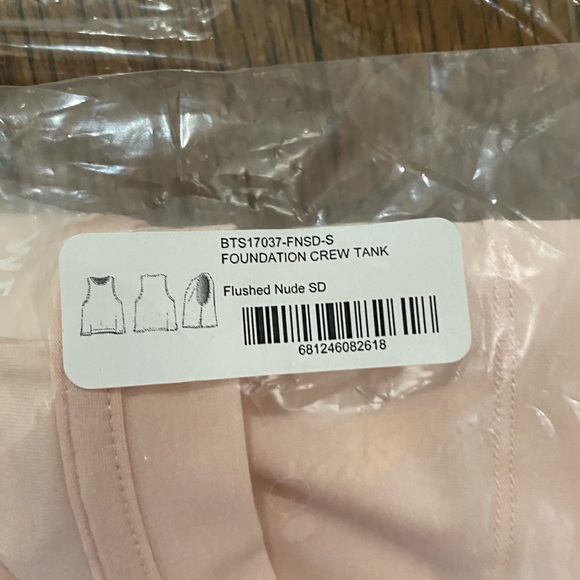 BTS17037-FNSD-S
FOUNDATION CREW TANK
Flushed Nude SD
681246082618